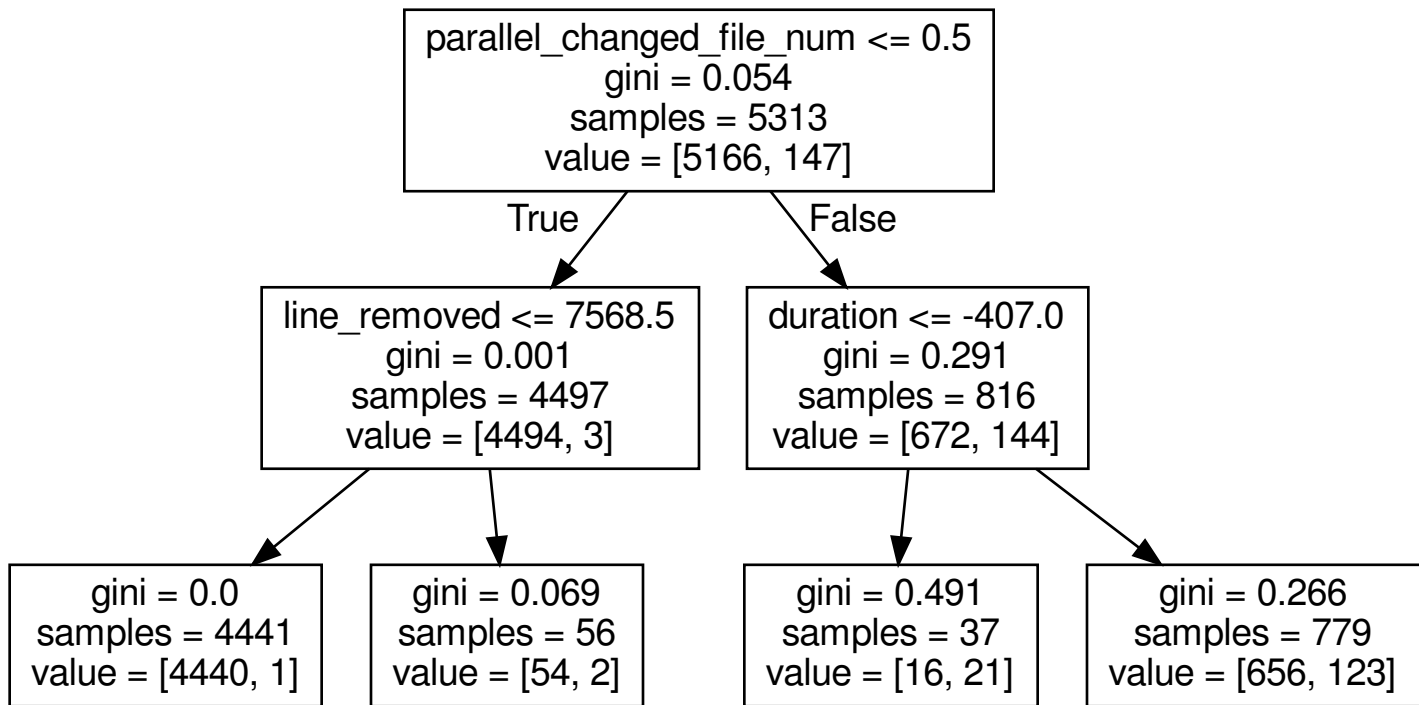 parallel_changed_file_num <= 0.5
gini = 0.054
samples = 5313
value = [5166, 147]
True
False
line_removed <= 7568.5
gini = 0.001
samples = 4497
value = [4494, 3]
duration <= -407.0
gini = 0.291
samples = 816
value = [672, 144]
gini = 0.0
samples = 4441
value = [4440, 1]
gini = 0.069
samples = 56
value = [54, 2]
gini = 0.491
samples = 37
value = [16, 21]
gini = 0.266
samples = 779
value = [656, 123]